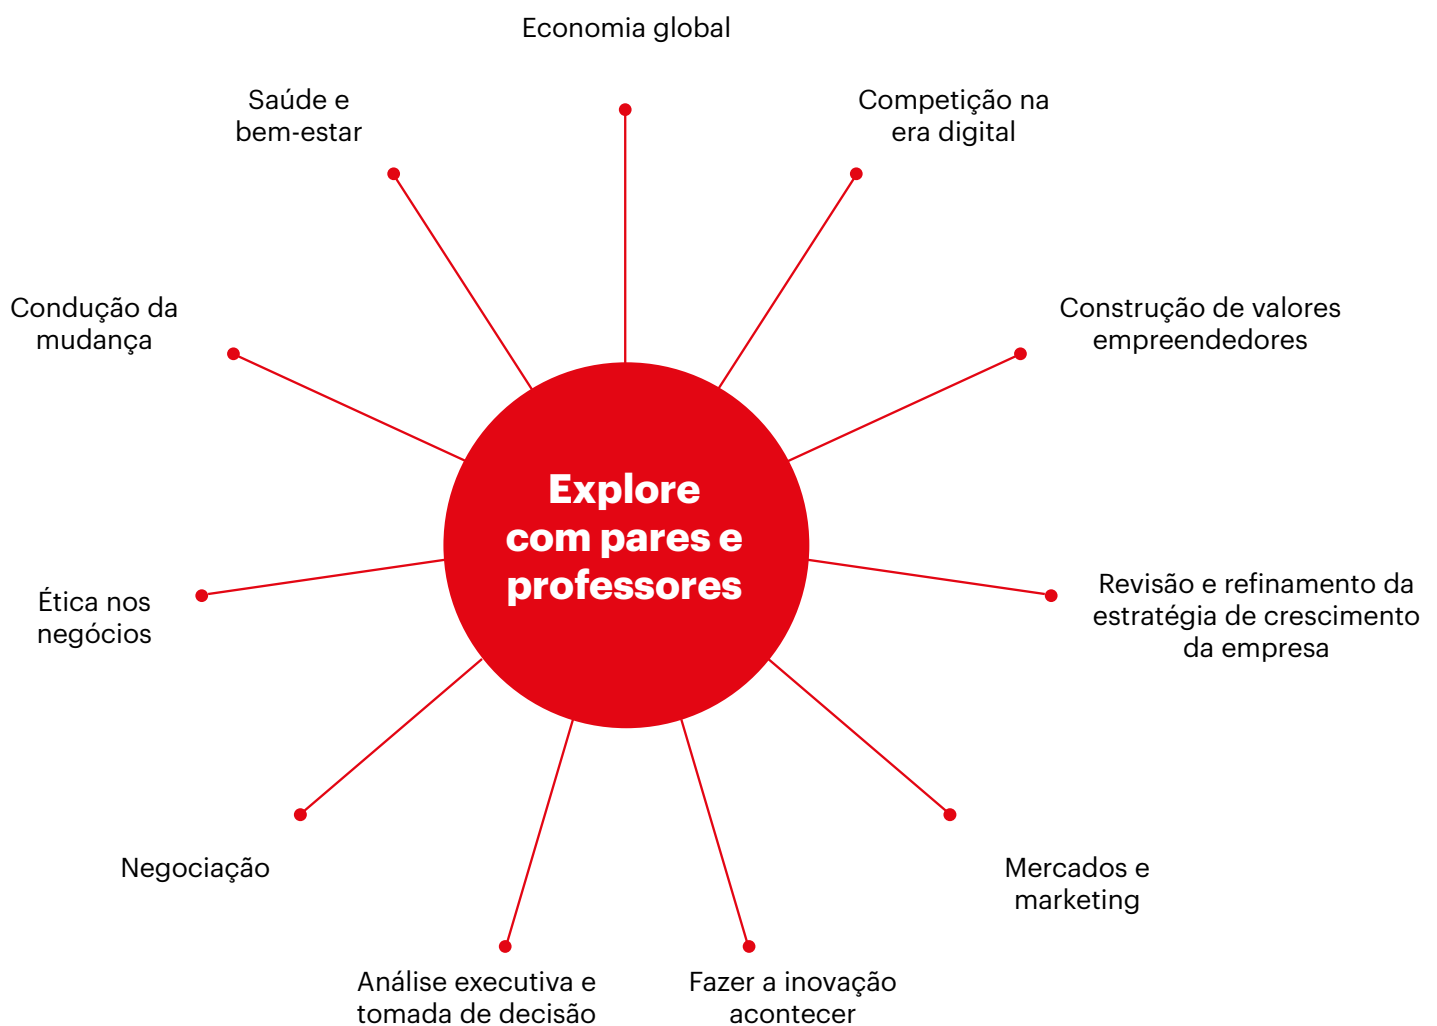 Economia global
Saúde e
bem-estar
Competição na
era digital
Condução da
mudança
Construção de valores
empreendedores
Explore
com pares e
professores
Ética nos
negócios
Revisão e refinamento da
estratégia de crescimento
da empresa
Negociação
Mercados e
marketing
Análise executiva e
tomada de decisão
Fazer a inovação
acontecer